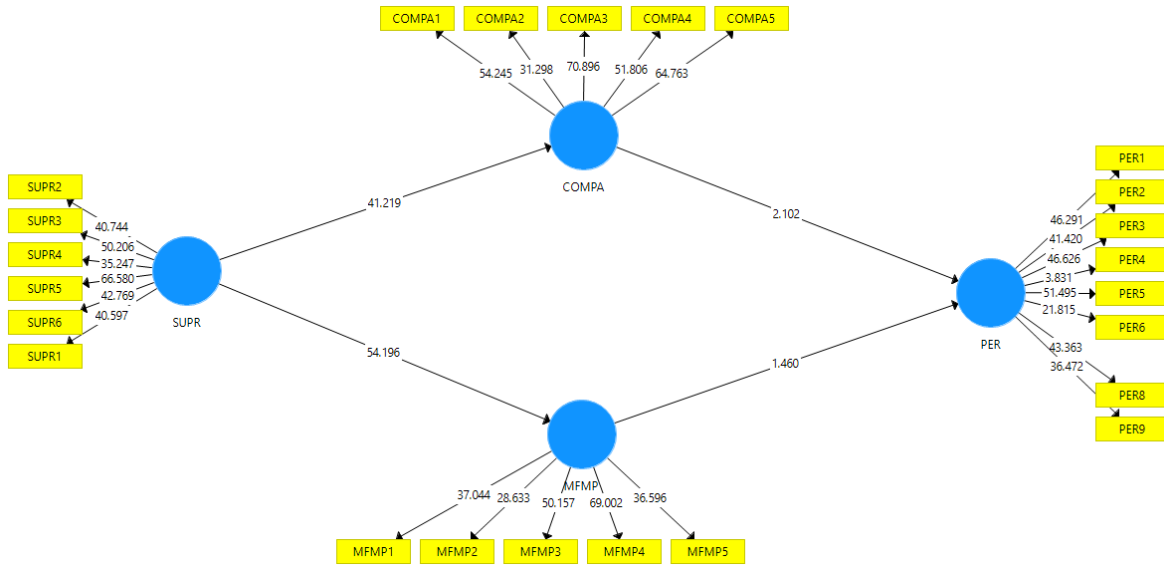 COMPA1 COMPA2 COMPA3 COMPA4 COMPA5
54.245 31.298 70.896 51.806 64.763
COMPA
SUPR2
SUPR3
SUPR4
SUPR5
SUPR6
SUPR1
40.744
50.206
35.247
66.580
42.769
40.597
SUPR
41.219
54.196
2.102
1.460
PER1
PER2
PER3
PER4
PER5
PER6
PER8
PER9
46.291
41.420
46.626
3.831
51.495
21.815
43.363
36.472
PER
MFMP
37.044 28.633 50.157 69.002 36.596
MFMP1 MFMP2 MFMP3 MFMP4 MFMP5